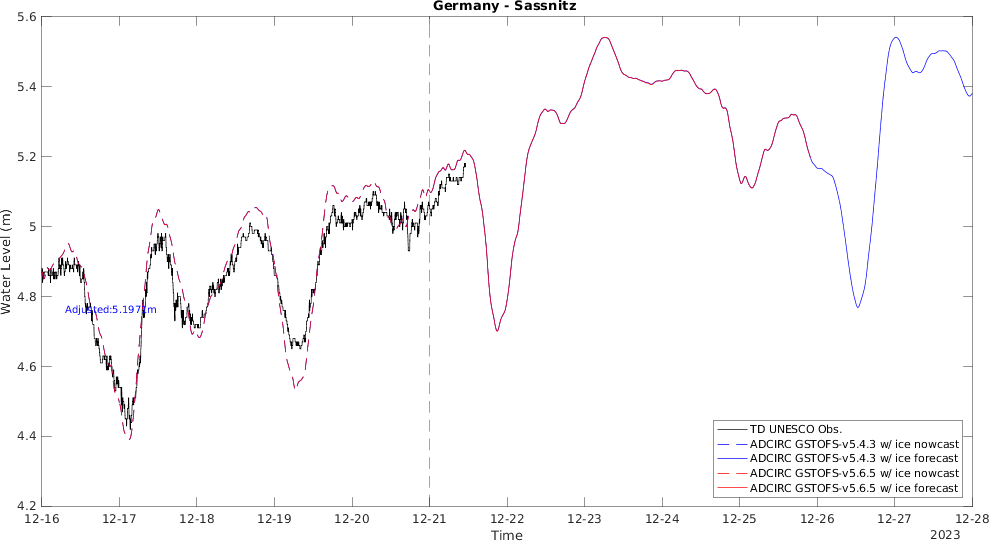 Germany - Sassnitz
5.6
5.4
5.2
5
4.8
4.6
4.4
4.2
Water Level (m)
Adjusted:5.1971m
TD UNESCO Obs.
ADCIRC GSTOFS-v5.4.3 w/ ice nowcast
ADCIRC GSTOFS-v5.4.3 w/ ice forecast
ADCIRC GSTOFS-v5.6.5 w/ ice nowcast
ADCIRC GSTOFS-v5.6.5 w/ ice forecast
12-16 12-17 12-18 12-19 12-20 12-21 12-22 12-23 12-24 12-25 12-26 12-27 12-28
Time
2023